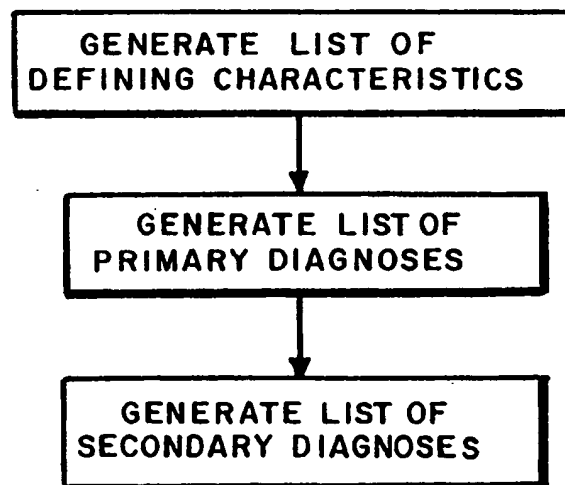 GENERATE LIST OF
DEFINING CHARACTERISTICS
GENERATE LIST OF
PRIMARY DIAGNOSES
GENERATE LIST OF
SECONDARY DIAGNOSES